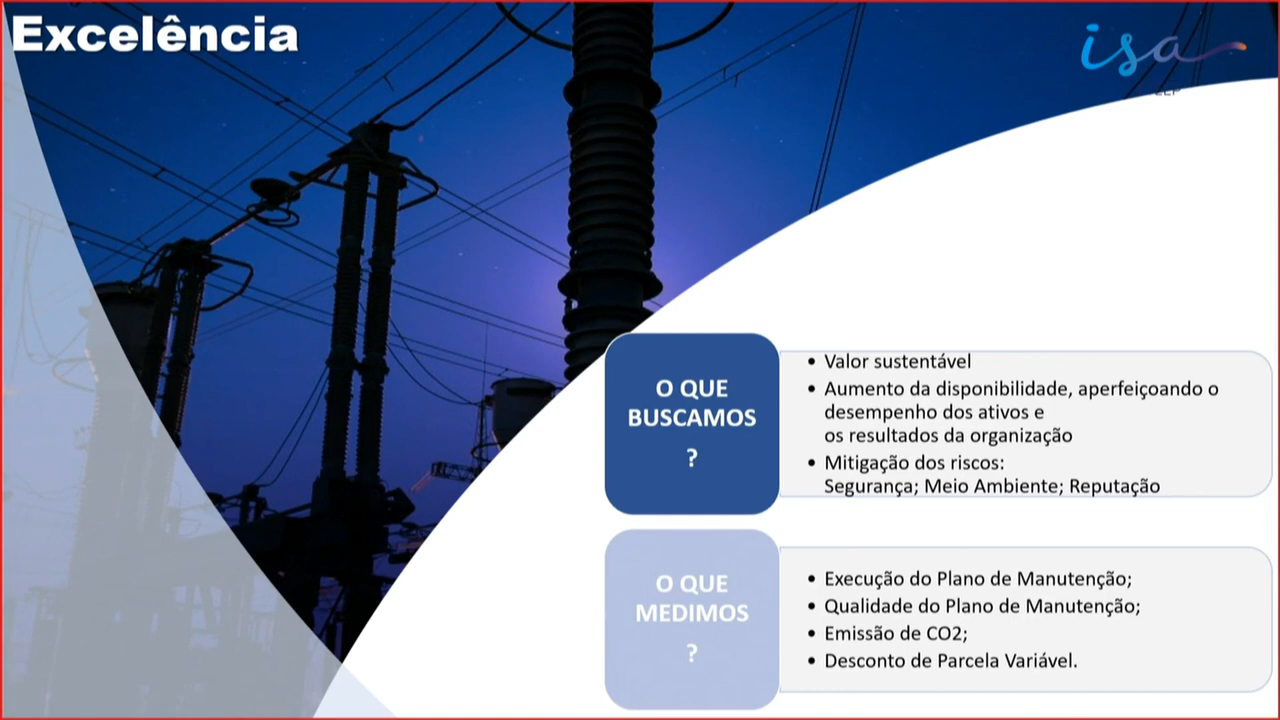 Excelência
isa
O QUE
BUSCAMOS
?
• Valor sustentável
• Aumento da disponibilidade, aperfeiçoando o
desempenho dos ativos e
os resultados da organização
• Mitigação dos riscos:
Segurança; Meio Ambiente; Reputação
O QUE
MEDIMOS
?
• Execução do Plano de Manutenção;
• Qualidade do Plano de Manutenção;
• Emissão de CO2;
• Desconto de Parcela Variável.